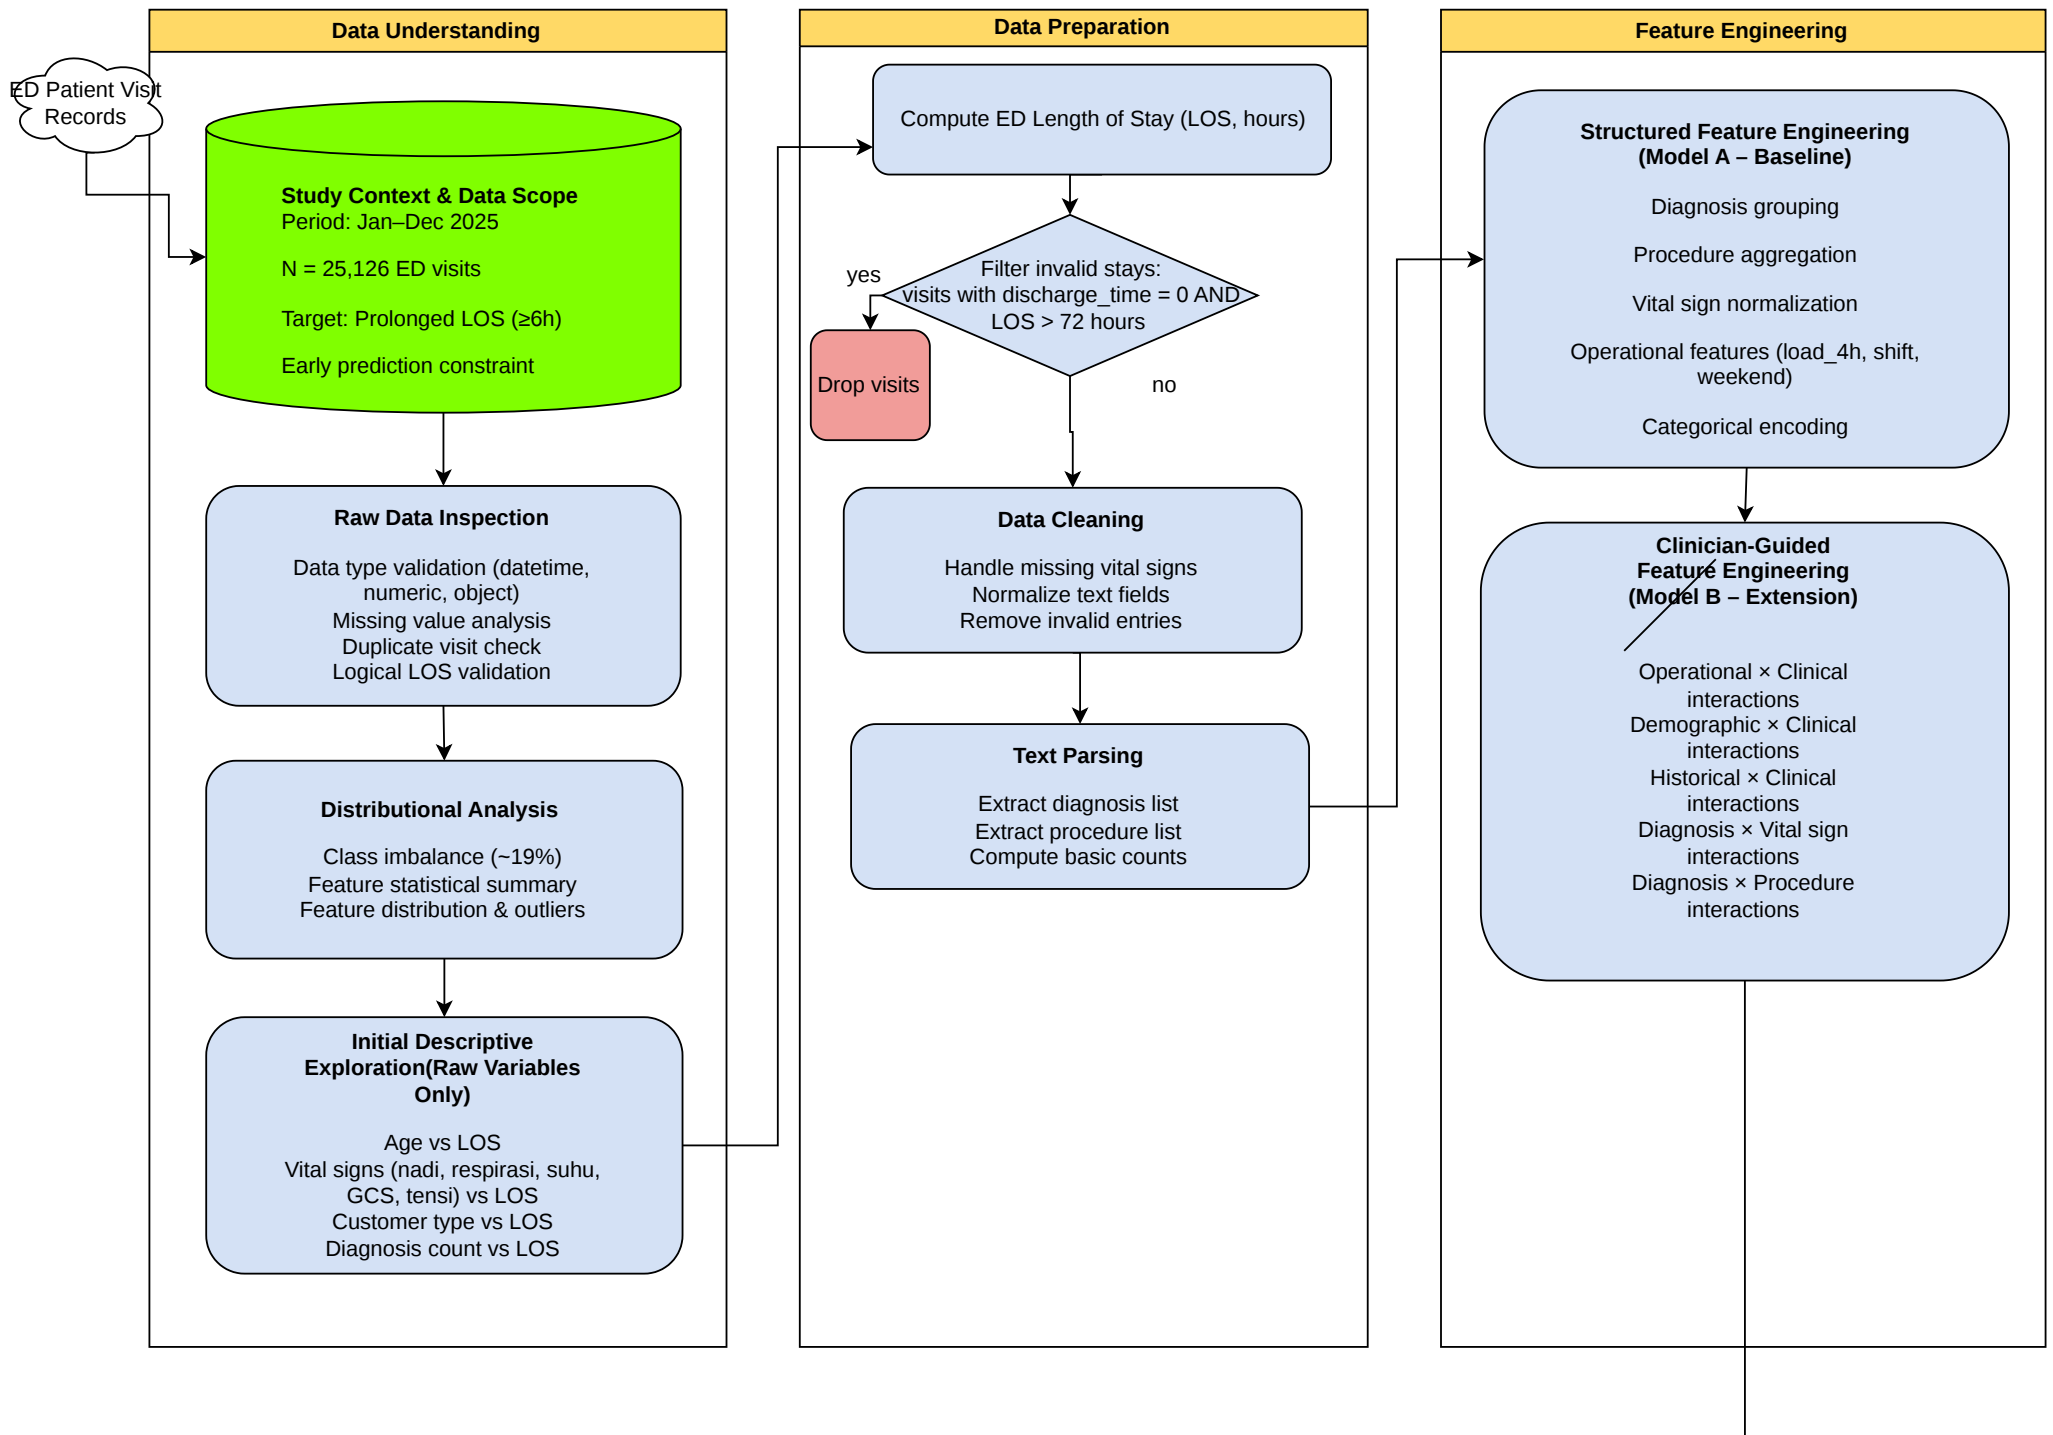 Data Understanding
ED Patient Visit
Records
Study Context & Data Scope
Period: Jan–Dec 2025
N = 25,126 ED visits
Target: Prolonged LOS (≥6h)
Early prediction constraint
Raw Data Inspection
Data type validation (datetime,
numeric, object)
Missing value analysis
Duplicate visit check
Logical LOS validation
Distributional Analysis
Class imbalance (~19%)
Feature statistical summary
Feature distribution & outliers
Initial Descriptive
Exploration(Raw Variables
Only)
Age vs LOS
Vital signs (nadi, respirasi, suhu,
GCS, tensi) vs LOS
Customer type vs LOS
Diagnosis count vs LOS
Data Preparation
Compute ED Length of Stay (LOS, hours)
Filter invalid stays:
visits with discharge_time = 0 AND
LOS > 72 hours
yes
Drop visits
no
Data Cleaning
Handle missing vital signs
Normalize text fields
Remove invalid entries
Text Parsing
Extract diagnosis list
Extract procedure list
Compute basic counts
Feature Engineering
Structured Feature Engineering
(Model A – Baseline)
Diagnosis grouping
Procedure aggregation
Vital sign normalization
Operational features (load_4h, shift,
weekend)
Categorical encoding
Clinician-Guided
Feature Engineering
(Model B – Extension)
Operational × Clinical
interactions
Demographic × Clinical
interactions
Historical × Clinical
interactions
Diagnosis × Vital sign
interactions
Diagnosis × Procedure
interactions